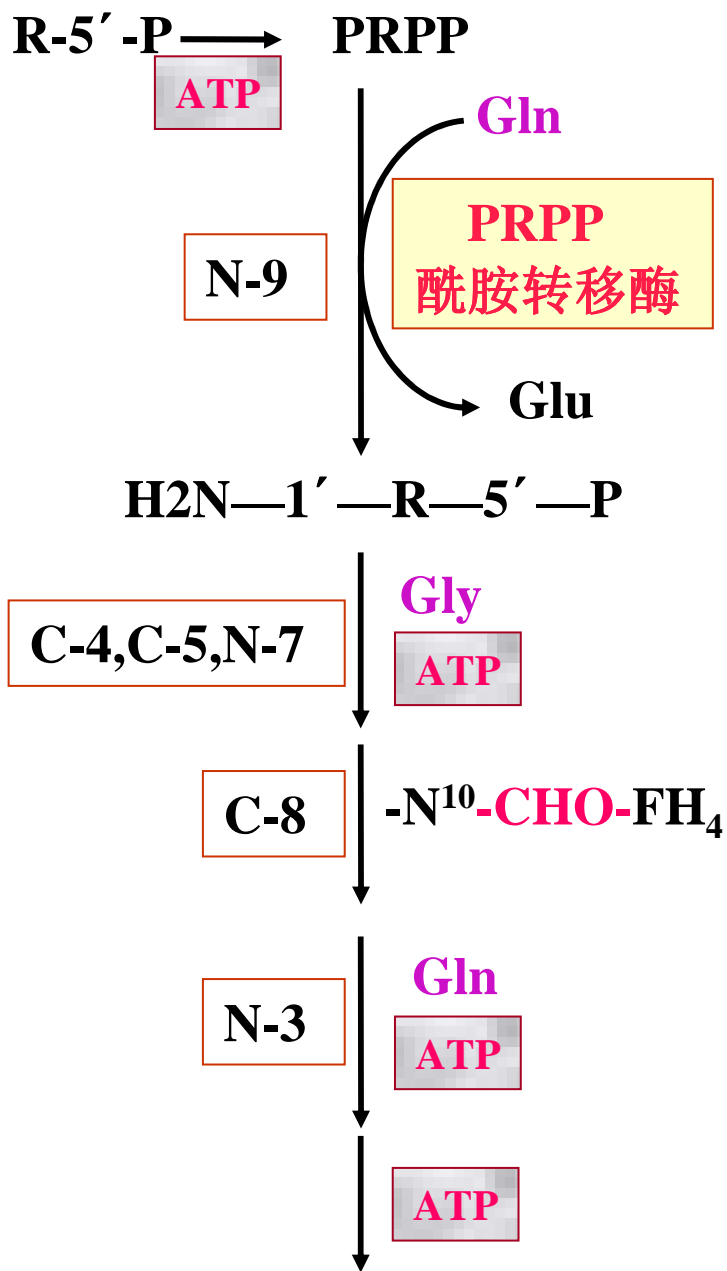 R-5´-P PRPP
ATP
Gln
PRPP
酰胺转移酶
N-9
Glu
H2N—1´—R—5´—P
Gly
C-4,C-5,N-7
ATP
C-8
-N¹⁰-CHO-FH₄
Gln
N-3
ATP
ATP